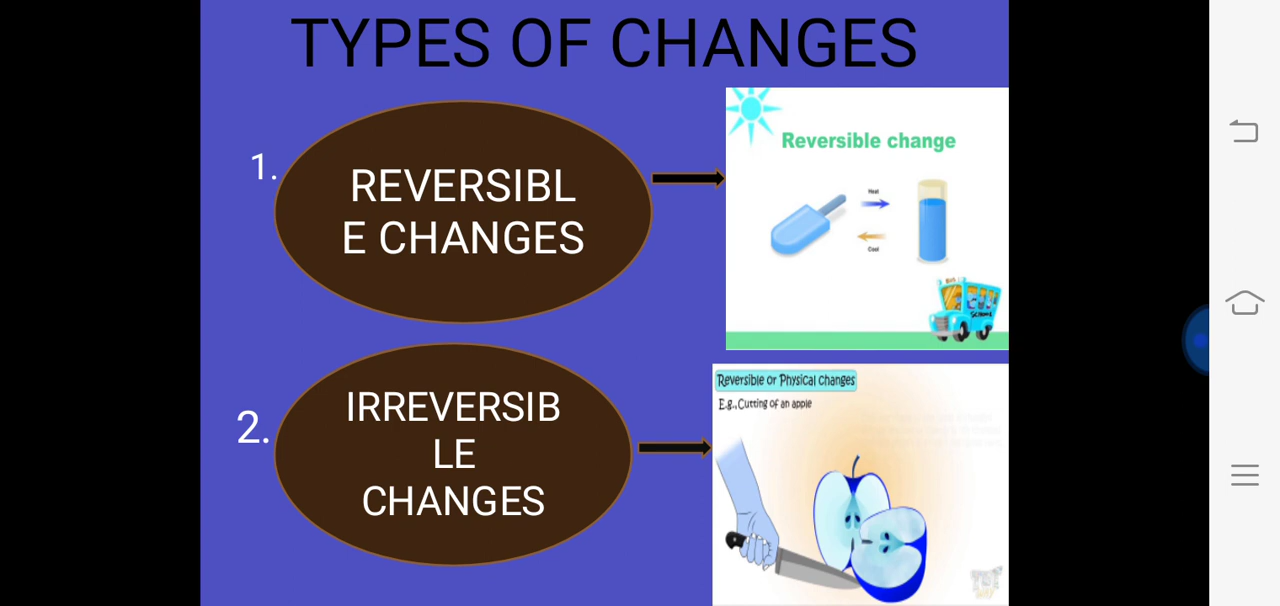 TYPES OF CHANGES
1.
REVERSIBL
E CHANGES
Reversible change
Heat
Cool
SCHOOL
2.
IRREVERSIB
LE
CHANGES
Reversible or Physical Changes
E.g., Cutting of an apple